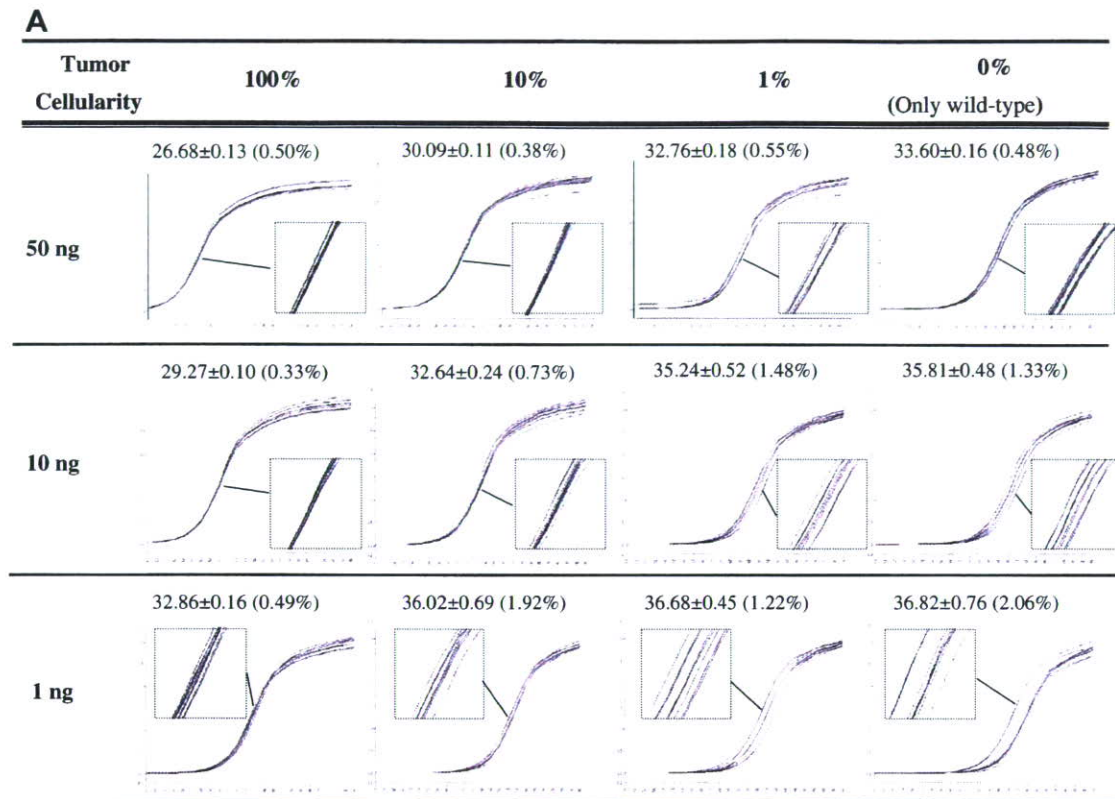 A
Tumor Cellularity 100% 10% 1% 0% (Only wild-type)
26.68±0.13 (0.50%) 30.09±0.11 (0.38%) 32.76±0.18 (0.55%) 33.60±0.16 (0.48%)
50 ng
29.27±0.10 (0.33%) 32.64±0.24 (0.73%) 35.24±0.52 (1.48%) 35.81±0.48 (1.33%)
10 ng
32.86±0.16 (0.49%) 36.02±0.69 (1.92%) 36.68±0.45 (1.22%) 36.82±0.76 (2.06%)
1 ng